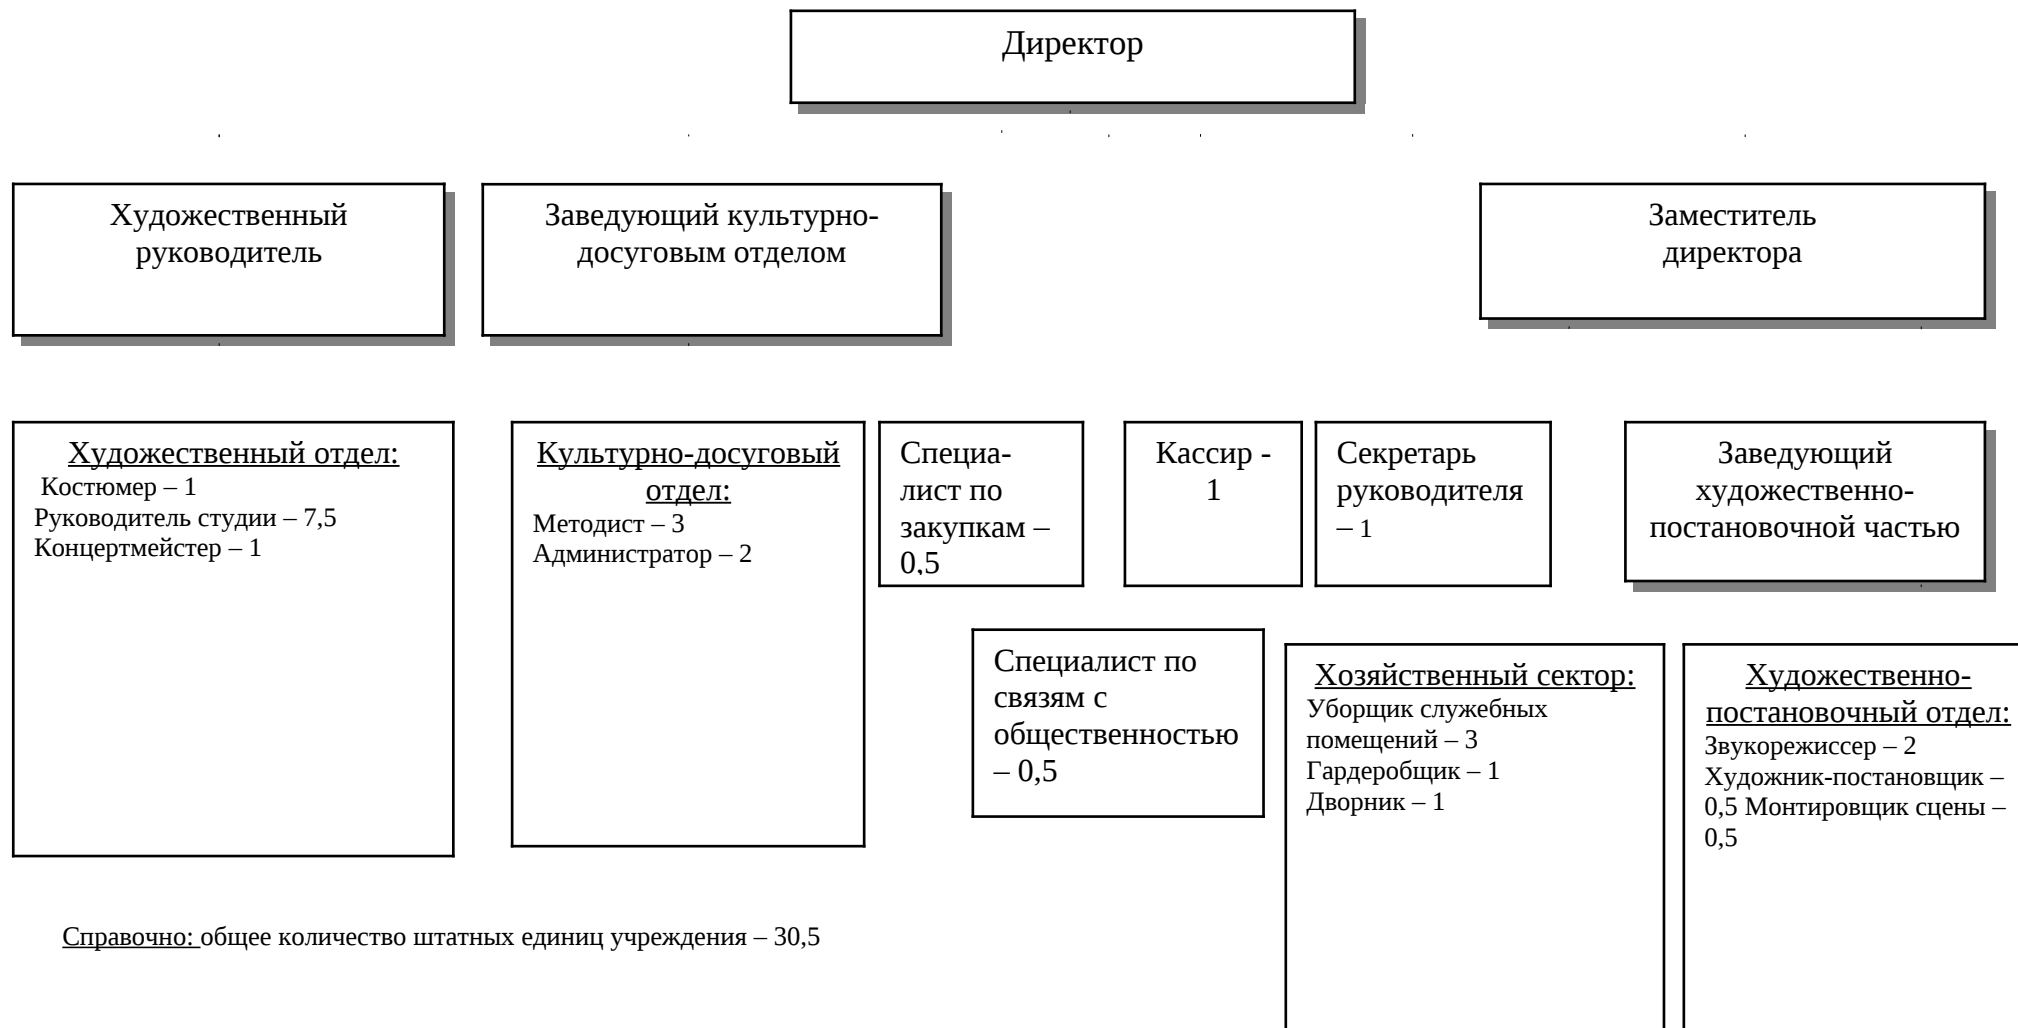 Директор
Художественный
руководитель
Заведующий культурно-
досуговым отделом
Заместитель
директора
Художественный отдел:
Костюмер – 1
Руководитель студии – 7,5
Концертмейстер – 1
Культурно-досуговый
отдел:
Методист – 3
Администратор – 2
Специа-
лист по
закупкам –
0,5
Кассир -
1
Секретарь
руководителя
– 1
Заведующий
художественно-
постановочной частью
Специалист по
связям с
общественностью
– 0,5
Хозяйственный сектор:
Уборщик служебных
помещений – 3
Гардеробщик – 1
Дворник – 1
Художественно-
постановочный отдел:
Звукорежиссер – 2
Художник-постановщик –
0,5 Монтировщик сцены –
0,5
Справочно: общее количество штатных единиц учреждения – 30,5